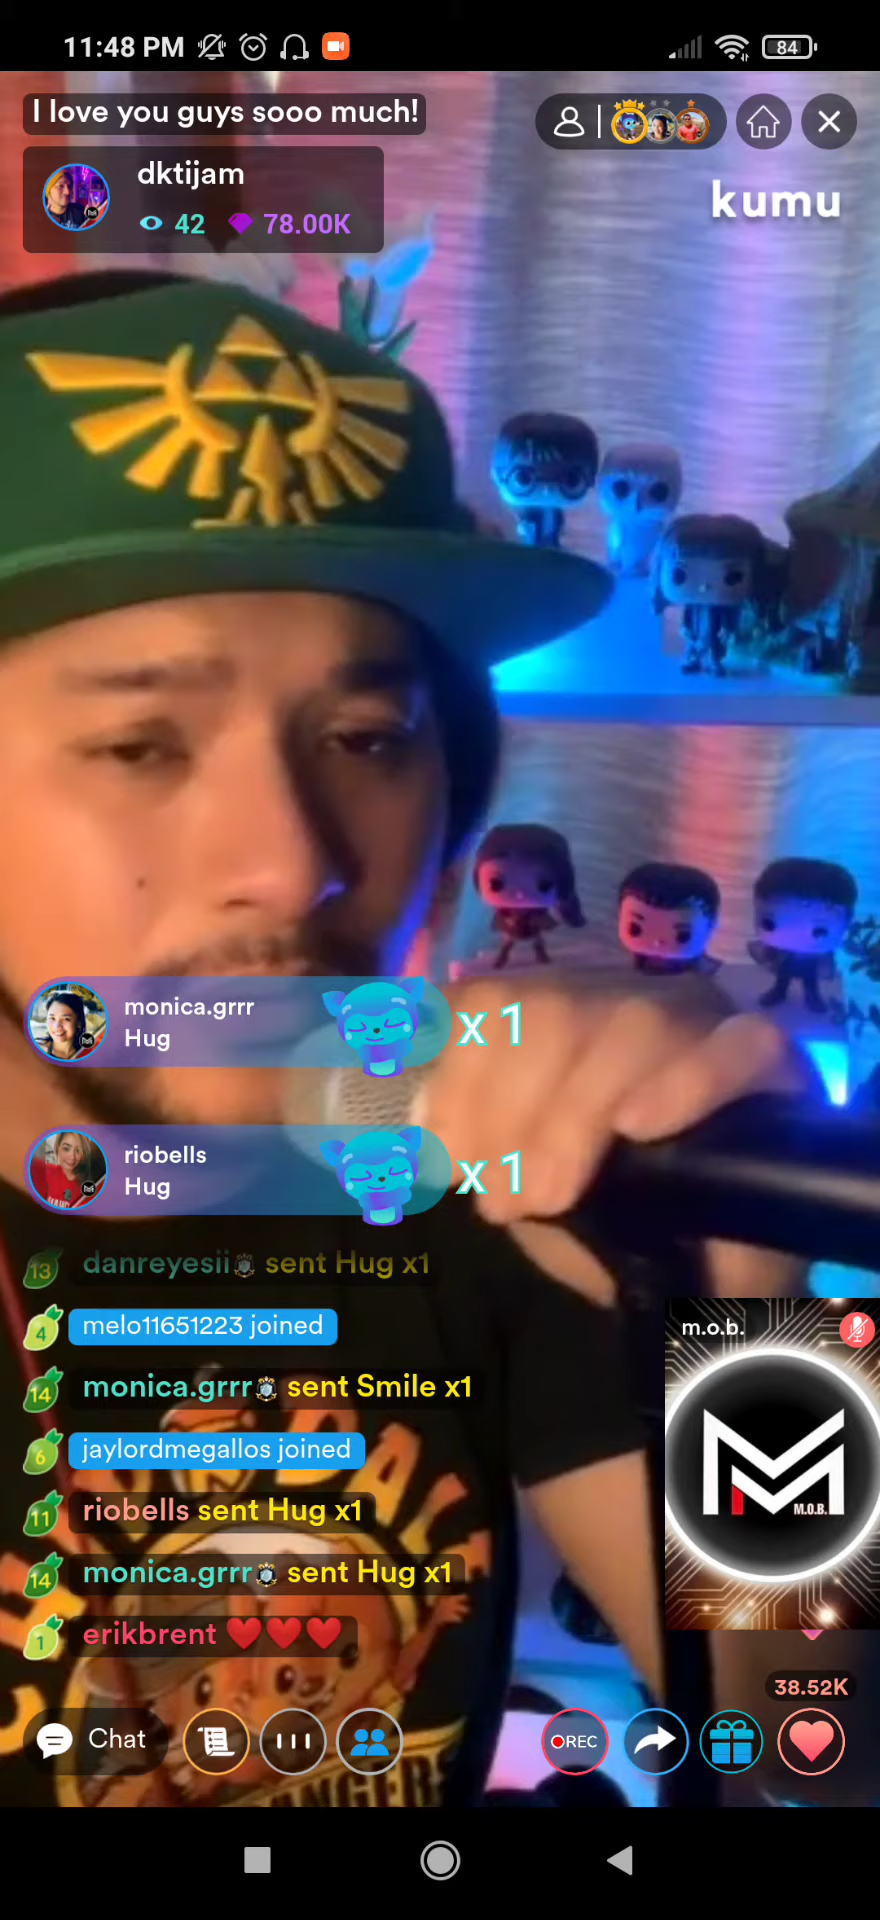 11:48 PM
84
I love you guys sooo much!
dktijam
42 78.00K
kumu
monica.grrr
Hug
x 1
riobells
Hug
x 1
13 danreyesii sent Hug x1
4 melo11651223 joined
14 monica.grrr sent Smile x1
6 jaylordmegallos joined
11 riobells sent Hug x1
14 monica.grrr sent Hug x1
1 erikbrent ❤️❤️❤️
m.o.b.
M.O.B.
38.52K
Chat
REC